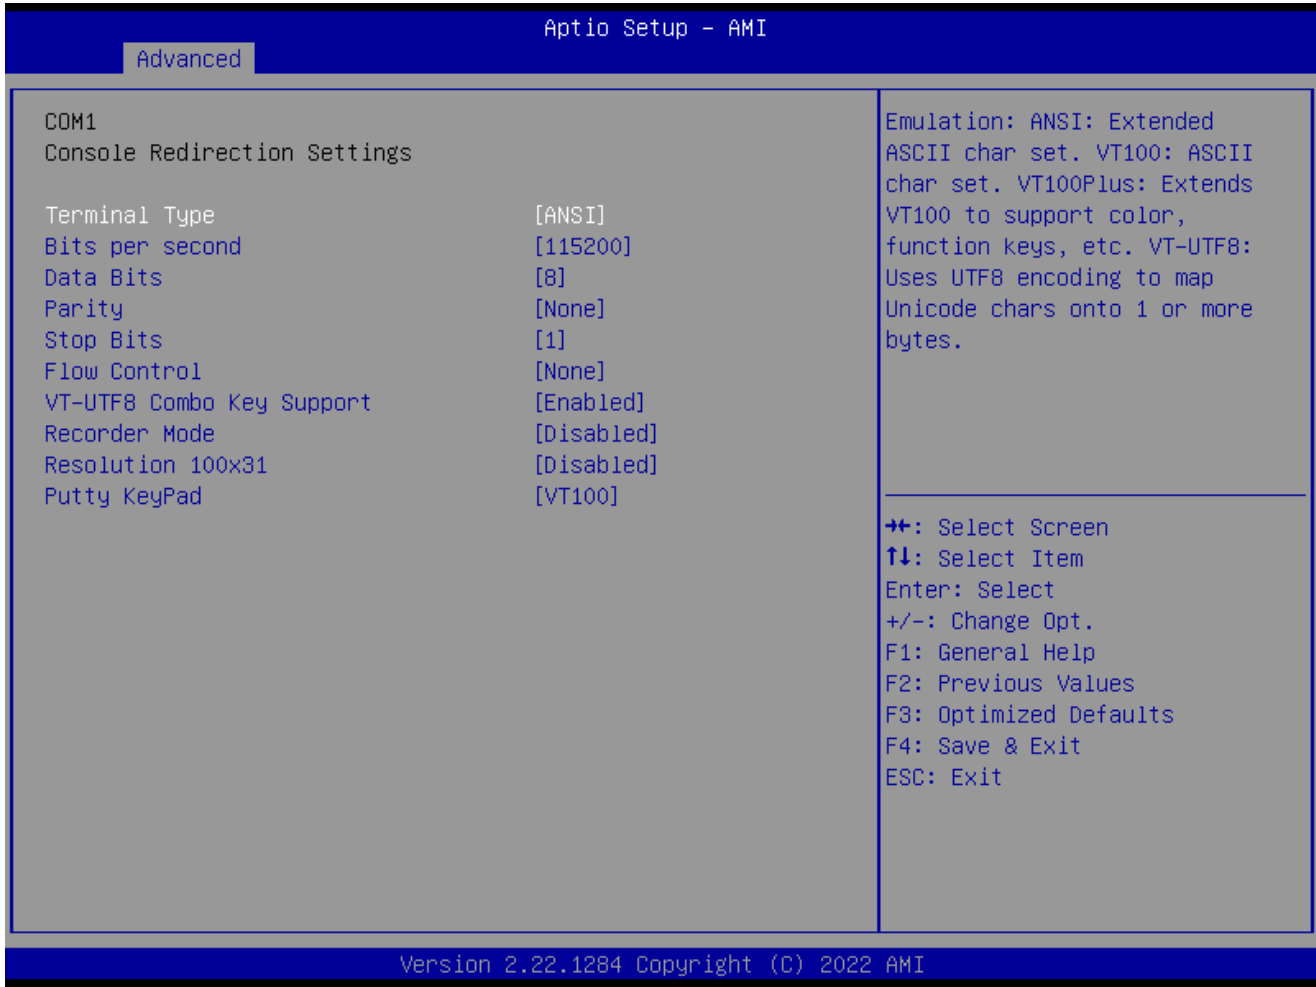 Aptio Setup – AMI
Advanced
COM1
Console Redirection Settings
Terminal Type [ANSI]
Bits per second [115200]
Data Bits [8]
Parity [None]
Stop Bits [1]
Flow Control [None]
VT-UTF8 Combo Key Support [Enabled]
Recorder Mode [Disabled]
Resolution 100x31 [Disabled]
Putty KeyPad [VT100]
Emulation: ANSI: Extended
ASCII char set. VT100: ASCII
char set. VT100Plus: Extends
VT100 to support color,
function keys, etc. VT-UTF8:
Uses UTF8 encoding to map
Unicode chars onto 1 or more
bytes.
→←: Select Screen
↑↓: Select Item
Enter: Select
+/-: Change Opt.
F1: General Help
F2: Previous Values
F3: Optimized Defaults
F4: Save & Exit
ESC: Exit
Version 2.22.1284 Copyright (C) 2022 AMI